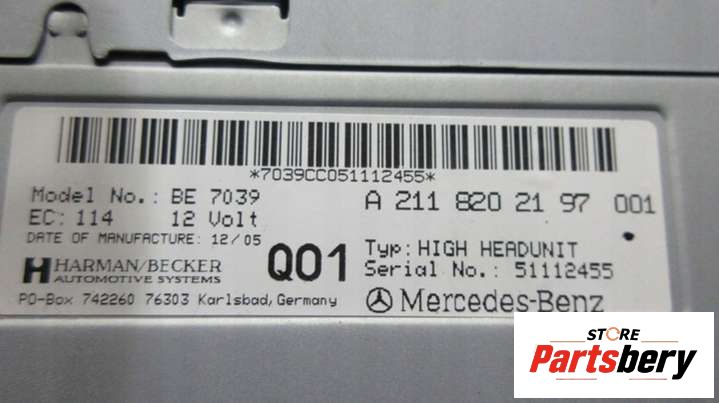 *7039CC051112455*
Model No.: BE 7039
A 211 820 21 97 001
EC: 114 12 Volt
DATE OF MANUFACTURE: 12/05
Q01
Typ: HIGH HEADUNIT
HARMAN/BECKER
AUTOMOTIVE SYSTEMS
Serial No.: 51112455
PO-Box 742260 76303 Karlsbad, Germany
Mercedes-Benz
STORE
Partsbery